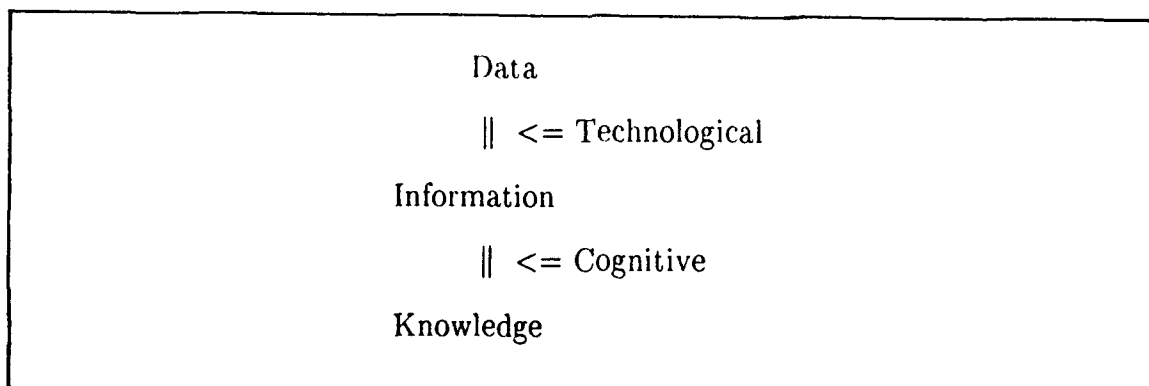 Data
|| <= Technological
Information
|| <= Cognitive
Knowledge